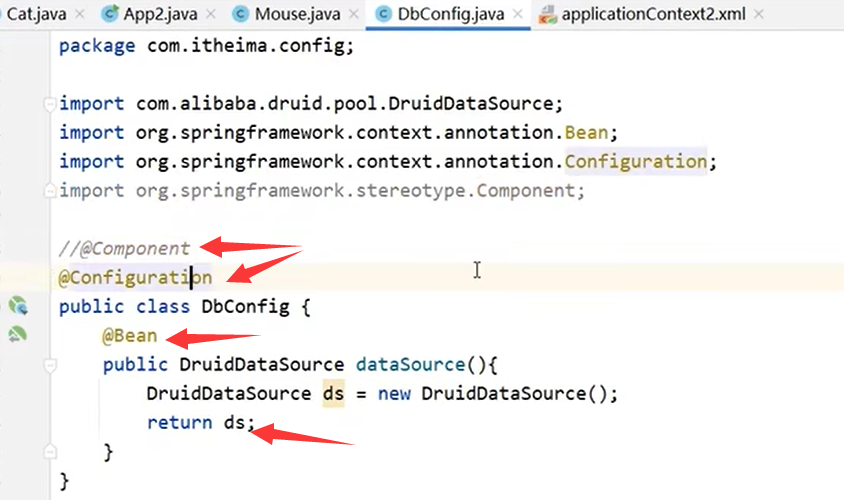 Cat.java × App2.java × Mouse.java × DbConfig.java × applicationContext2.xml ×
package com.itheima.config;
import com.alibaba.druid.pool.DruidDataSource;
import org.springframework.context.annotation.Bean;
import org.springframework.context.annotation.Configuration;
import org.springframework.stereotype.Component;
//@Component
@Configuration
public class DbConfig {
@Bean
public DruidDataSource dataSource(){
DruidDataSource ds = new DruidDataSource();
return ds;
}
}